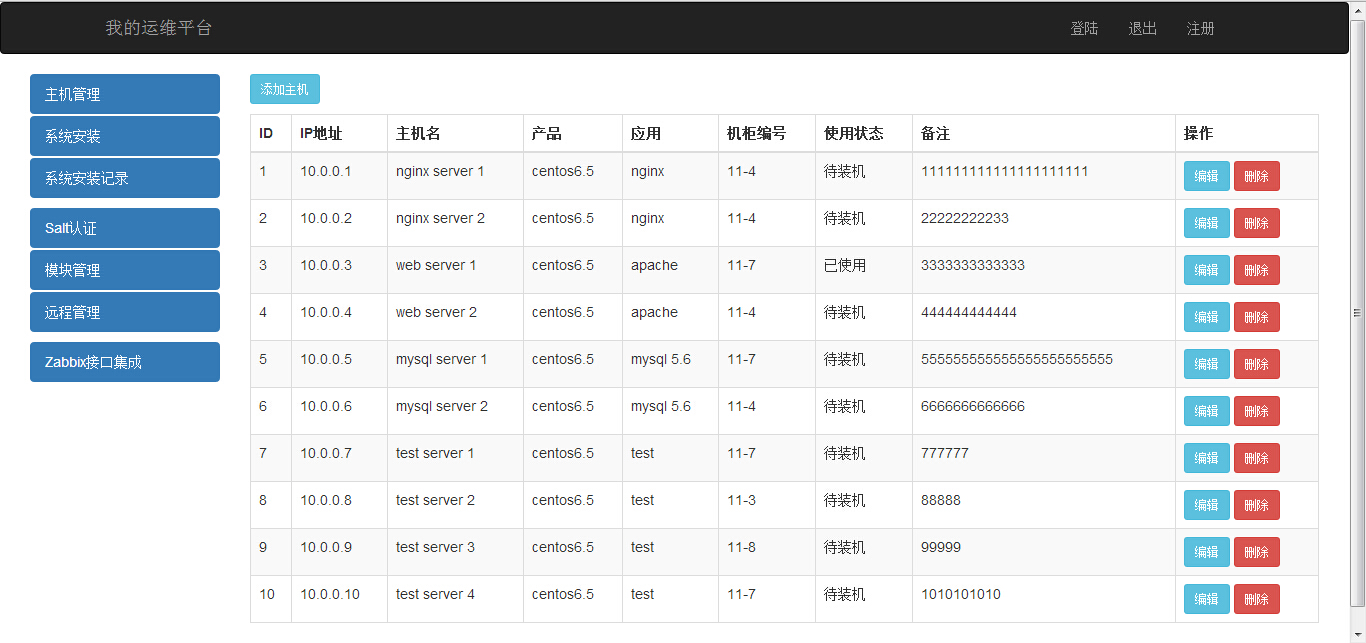 我的运维平台 登陆 退出 注册
主机管理
系统安装
系统安装记录
Salt认证
模块管理
远程管理
Zabbix接口集成
添加主机
ID IP地址 主机名 产品 应用 机柜编号 使用状态 备注 操作
1 10.0.0.1 nginx server 1 centos6.5 nginx 11-4 待装机 111111111111111111111 编辑 删除
2 10.0.0.2 nginx server 2 centos6.5 nginx 11-4 待装机 22222222233 编辑 删除
3 10.0.0.3 web server 1 centos6.5 apache 11-7 已使用 3333333333333 编辑 删除
4 10.0.0.4 web server 2 centos6.5 apache 11-4 待装机 444444444444 编辑 删除
5 10.0.0.5 mysql server 1 centos6.5 mysql 5.6 11-7 待装机 555555555555555555555555 编辑 删除
6 10.0.0.6 mysql server 2 centos6.5 mysql 5.6 11-4 待装机 6666666666666 编辑 删除
7 10.0.0.7 test server 1 centos6.5 test 11-7 待装机 777777 编辑 删除
8 10.0.0.8 test server 2 centos6.5 test 11-3 待装机 88888 编辑 删除
9 10.0.0.9 test server 3 centos6.5 test 11-8 待装机 99999 编辑 删除
10 10.0.0.10 test server 4 centos6.5 test 11-7 待装机 1010101010 编辑 删除